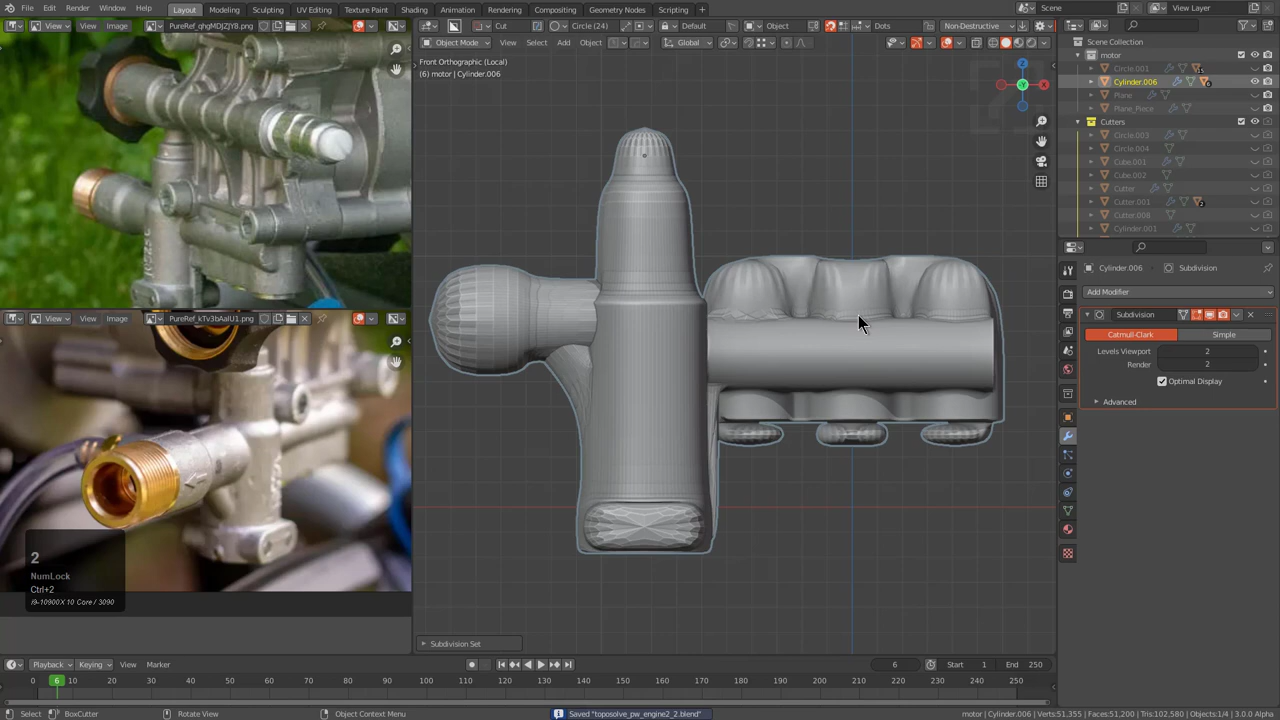 File Edit Render Window Help
Layout Modeling Sculpting UV Editing Texture Paint Shading Animation Rendering Compositing Geometry Nodes Scripting
Scene
View Layer
View View Image PureRef_qhgMDjZjY8.png
Cut Circle (24) Default Object Dots Non-Destructive
Object Mode View Select Add Object Global
Front Orthographic (Local)
(6) motor | Cylinder.006
Z
Y
X
Scene Collection
motor
Circle.001
Cylinder.006
Plane
Plane_Piece
Cutters
Circle.003
Circle.004
Cube.001
Cube.002
Cutter
Cutter.001
Cutter.008
Cylinder.001
Cylinder.006 Subdivision
Add Modifier
Subdivision
Catmull-Clark Simple
Levels Viewport 2
Render 2
Optimal Display
Advanced
View View Image PureRef_kTv3bAaIU1.png
2
NumLock
Ctrl+2
i9-10900X 10 Core / 3090
Subdivision Set
Playback Keying View Marker
6 Start 1 End 250
0 6 10 20 30 40 50 60 70 80 90 100 110 120 130 140 150 160 170 180 190 200 210 220 230 240 250
Select BoxCutter Rotate View Object Context Menu
Saved "toposolve_pw_engine2_2.blend"
motor | Cylinder.006 Verts:51,355 Faces:51,200 Tris:102,580 Objects:1/4 3.0.0 Alpha